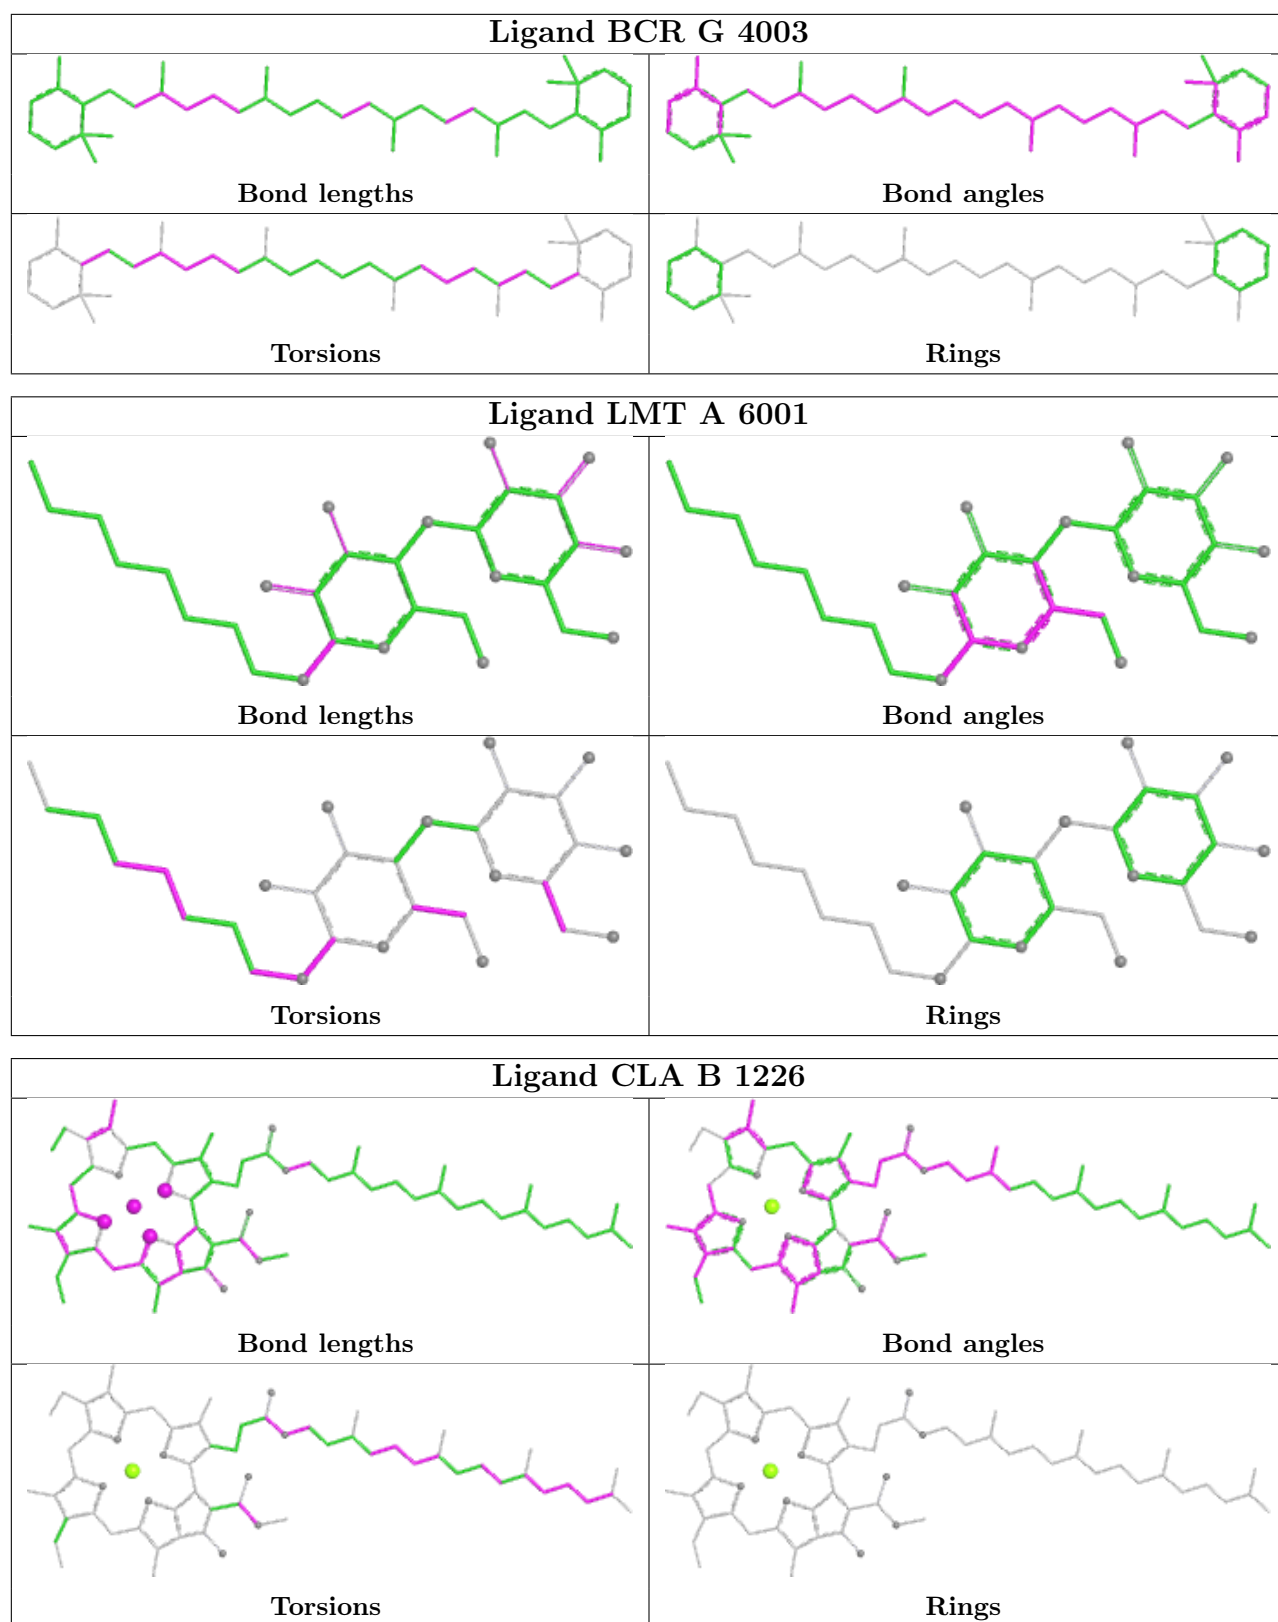 Ligand BCR G 4003
Bond lengths
Bond angles
Torsions
Rings
Ligand LMT A 6001
Bond lengths
Bond angles
Torsions
Rings
Ligand CLA B 1226
Bond lengths
Bond angles
Torsions
Rings